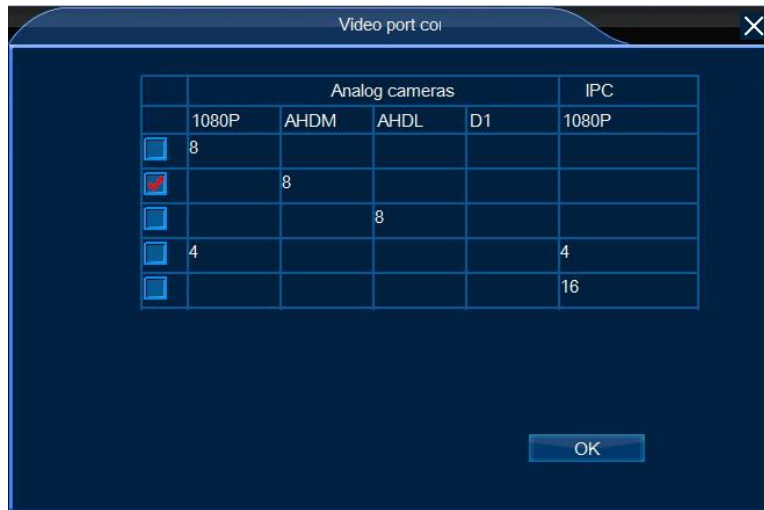 Video port co
Analog cameras IPC
1080P AHDM AHDL D1 1080P
8
8
8
4 4
16
OK